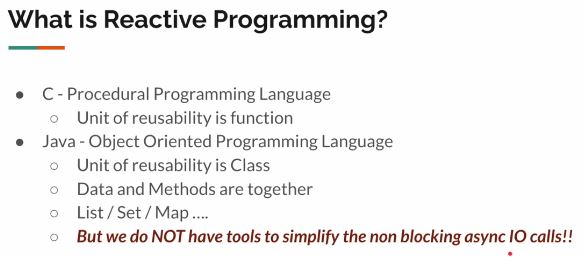 What is Reactive Programming?
● C - Procedural Programming Language
○ Unit of reusability is function
● Java - Object Oriented Programming Language
○ Unit of reusability is Class
○ Data and Methods are together
○ List / Set / Map ....
○ But we do NOT have tools to simplify the non blocking async IO calls!!